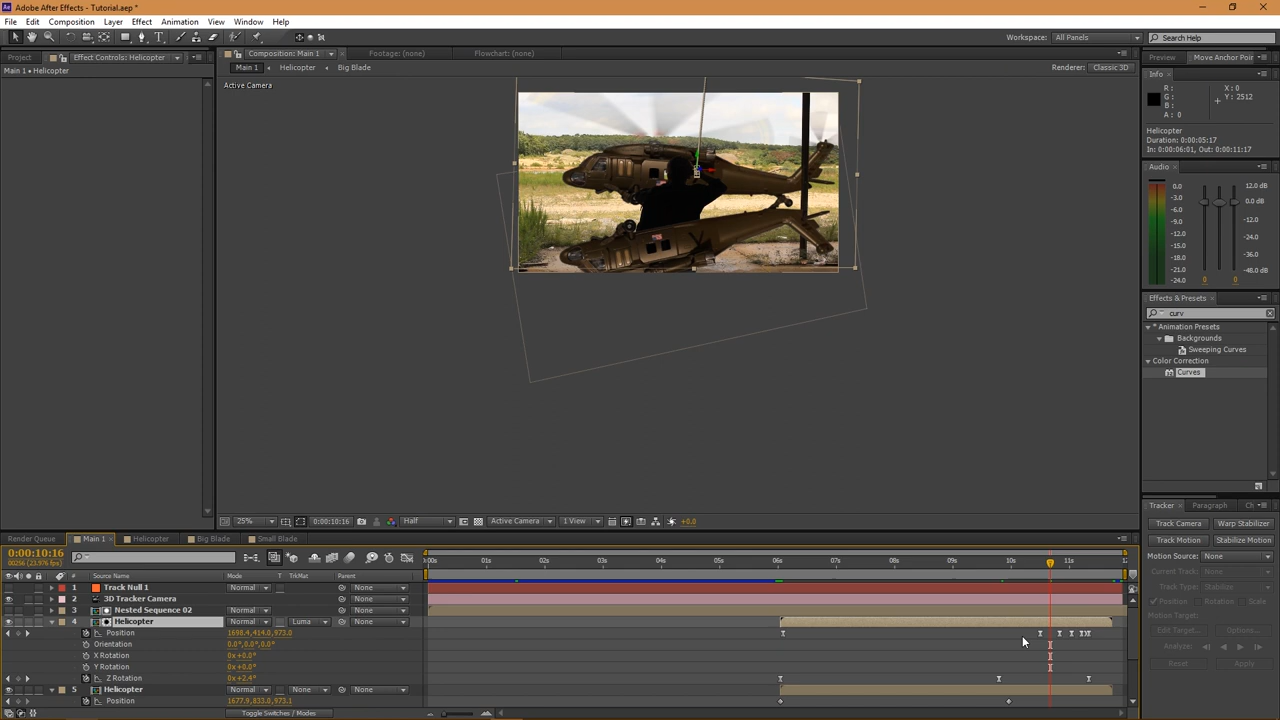 Adobe After Effects - Tutorial.aep *
File Edit Composition Layer Effect Animation View Window Help
Workspace: All Panels
Search Help
Project Effect Controls: Helicopter
Main 1 • Helicopter
Composition: Main 1 Footage: (none) Flowchart: (none)
Main 1 Helicopter Big Blade
Renderer: Classic 3D
Active Camera
Preview Move Anchor Poir
Info
R :
G :
B :
A : 0
X : 0
Y : 2512
Helicopter
Duration: 0:00:05:17
In: 0:00:06:01, Out: 0:00:11:17
Audio
0.0
-3.0
-6.0
-9.0
-12.0
-15.0
-18.0
-21.0
-24.0
12.0 dB
0.0 dB
-12.0
-24.0
-36.0
-48.0 dB
0 0
Effects & Presets
curv
* Animation Presets
Backgrounds
Sweeping Curves
Color Correction
Curves
25% 0:00:10:16 Half Active Camera 1 View +0.0
Tracker Paragraph Ch
Track Camera Warp Stabilizer
Track Motion Stabilize Motion
Motion Source: None
Current Track: None
Track Type: Stabilize
Position Rotation Scale
Motion Target:
Edit Target... Options...
Analyze:
Reset Apply
Render Queue Main 1 Helicopter Big Blade Small Blade
0:00:10:16
00256 (23.976 fps)
# Source Name Mode T TrkMat Parent
:00s 01s 02s 03s 04s 05s 06s 07s 08s 09s 10s 11s 12
1 Track Null 1 Normal None
2 3D Tracker Camera None
3 Nested Sequence 02 Normal None
4 Helicopter Normal Luma None
Position 1698.4,414.0,973.0
Orientation 0.0°,0.0°,0.0°
X Rotation 0x+0.0°
Y Rotation 0x+0.0°
Z Rotation 0x+2.4°
5 Helicopter Normal None None
Position 1677.9,833.0,973.1
Toggle Switches / Modes